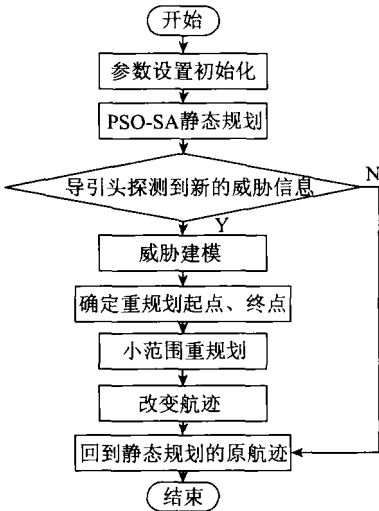 开始
参数设置初始化
PSO-SA静态规划
导引头探测到新的威胁信息
N
Y
威胁建模
确定重规划起点、终点
小范围重规划
改变航迹
回到静态规划的原航迹
结束